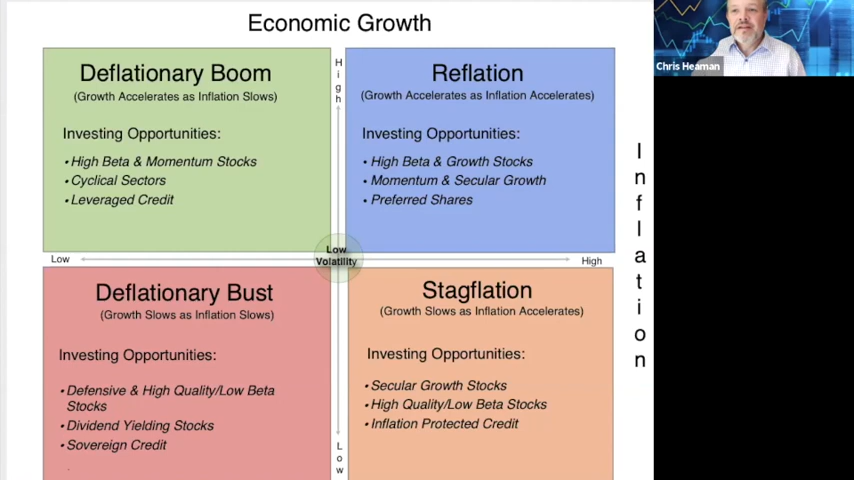 Economic Growth
Chris Heaman
Deflationary Boom
(Growth Accelerates as Inflation Slows)
Investing Opportunities:
• High Beta & Momentum Stocks
• Cyclical Sectors
• Leveraged Credit
High
Reflation
(Growth Accelerates as Inflation Accelerates)
Investing Opportunities:
• High Beta & Growth Stocks
• Momentum & Secular Growth
• Preferred Shares
Inflation
Low
Low
Volatility
High
Deflationary Bust
(Growth Slows as Inflation Slows)
Investing Opportunities:
• Defensive & High Quality/Low Beta
Stocks
• Dividend Yielding Stocks
• Sovereign Credit
Low
Stagflation
(Growth Slows as Inflation Accelerates)
Investing Opportunities:
• Secular Growth Stocks
• High Quality/Low Beta Stocks
• Inflation Protected Credit